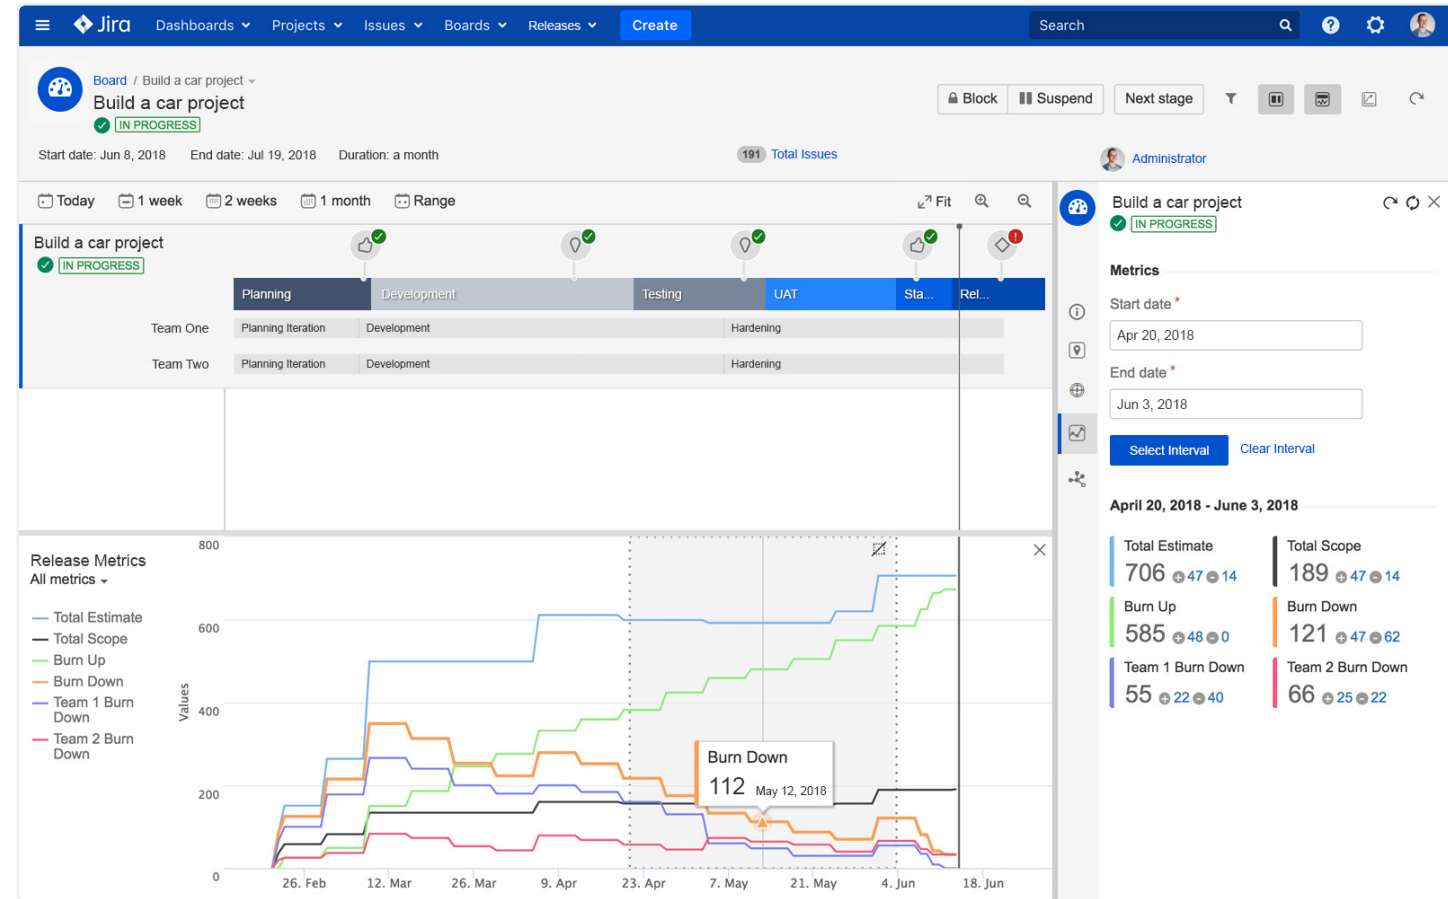 Jira Dashboards Projects Issues Boards Releases Create Search
Board / Build a car project
Build a car project
IN PROGRESS
Block Suspend Next stage
Start date: Jun 8, 2018 End date: Jul 19, 2018 Duration: a month 191 Total Issues Administrator
Today 1 week 2 weeks 1 month Range Fit
Build a car project
IN PROGRESS
Planning Development Testing UAT Sta... Rel...
Team One Planning Iteration Development Hardening
Team Two Planning Iteration Development Hardening
Release Metrics
All metrics
Total Estimate
Total Scope
Burn Up
Burn Down
Team 1 Burn
Down
Team 2 Burn
Down
Values
800
600
400
200
0
Burn Down
112 May 12, 2018
26. Feb 12. Mar 26. Mar 9. Apr 23. Apr 7. May 21. May 4. Jun 18. Jun
Build a car project
IN PROGRESS
Metrics
Start date *
Apr 20, 2018
End date *
Jun 3, 2018
Select Interval Clear Interval
April 20, 2018 - June 3, 2018
Total Estimate Total Scope
706 47 14 189 47 14
Burn Up Burn Down
585 48 0 121 47 62
Team 1 Burn Down Team 2 Burn Down
55 22 40 66 25 22